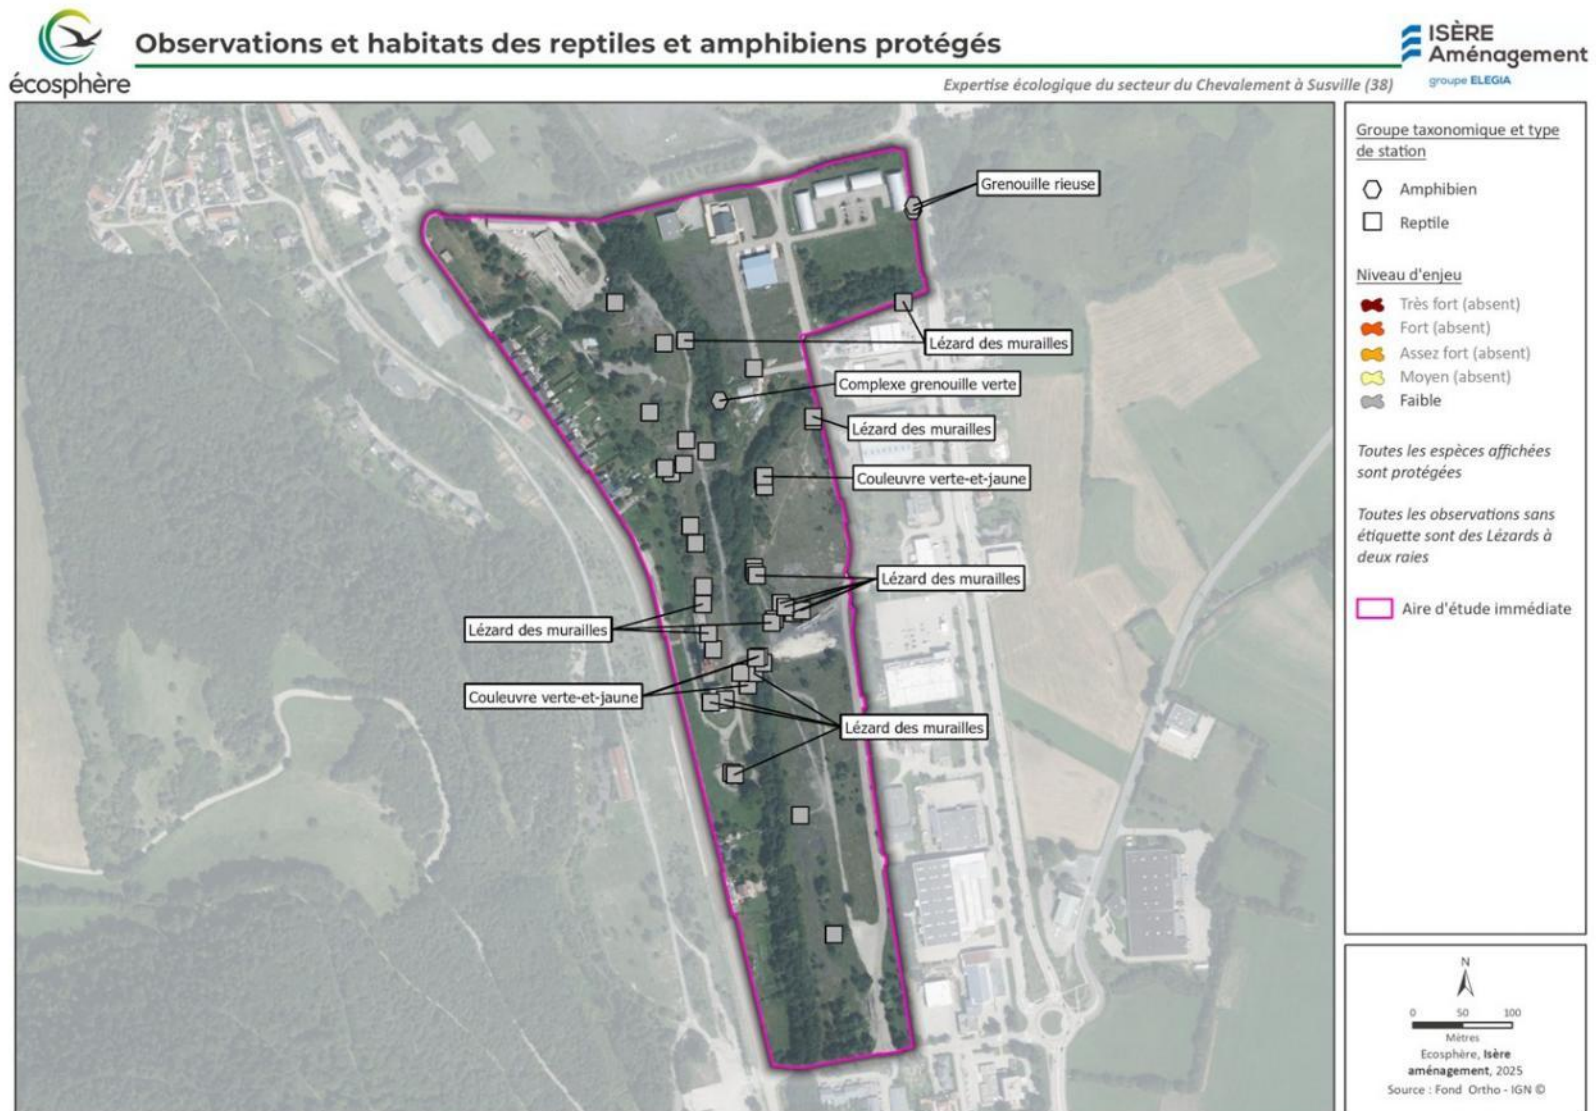 écosphère
Observations et habitats des reptiles et amphibiens protégés
ISÈRE
Aménagement
groupe ELEGIA
Expertise écologique du secteur du Chevalement à Susville (38)
Grenouille rieuse
Lézard des murailles
Complexe grenouille verte
Lézard des murailles
Couleuvre verte-et-jaune
Lézard des murailles
Lézard des murailles
Couleuvre verte-et-jaune
Lézard des murailles
Groupe taxonomique et type
de station
Amphibien
Reptile
Niveau d'enjeu
Très fort (absent)
Fort (absent)
Assez fort (absent)
Moyen (absent)
Faible
Toutes les espèces affichées
sont protégées
Toutes les observations sans
étiquette sont des Lézards à
deux raies
Aire d'étude immédiate
N
0 50 100
Mètres
Ecosphère, Isère
aménagement, 2025
Source : Fond Ortho - IGN ©